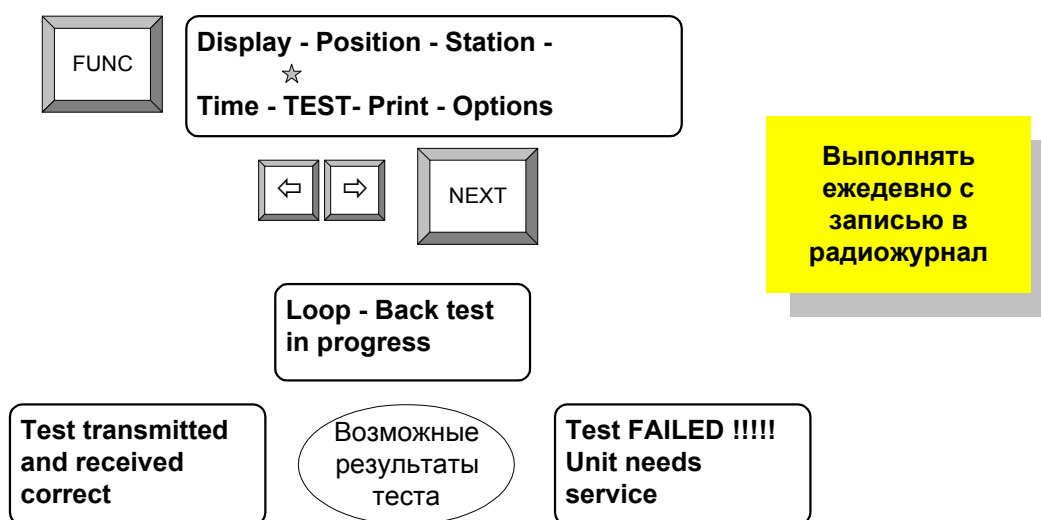 FUNC
Display - Position - Station -
Time - TEST- Print - Options
⇦
⇨
NEXT
Выполнять
ежедевно с
записью в
радиожурнал
Loop - Back test
in progress
Test transmitted
and received
correct
Возможные
результаты
теста
Test FAILED !!!!!
Unit needs
service